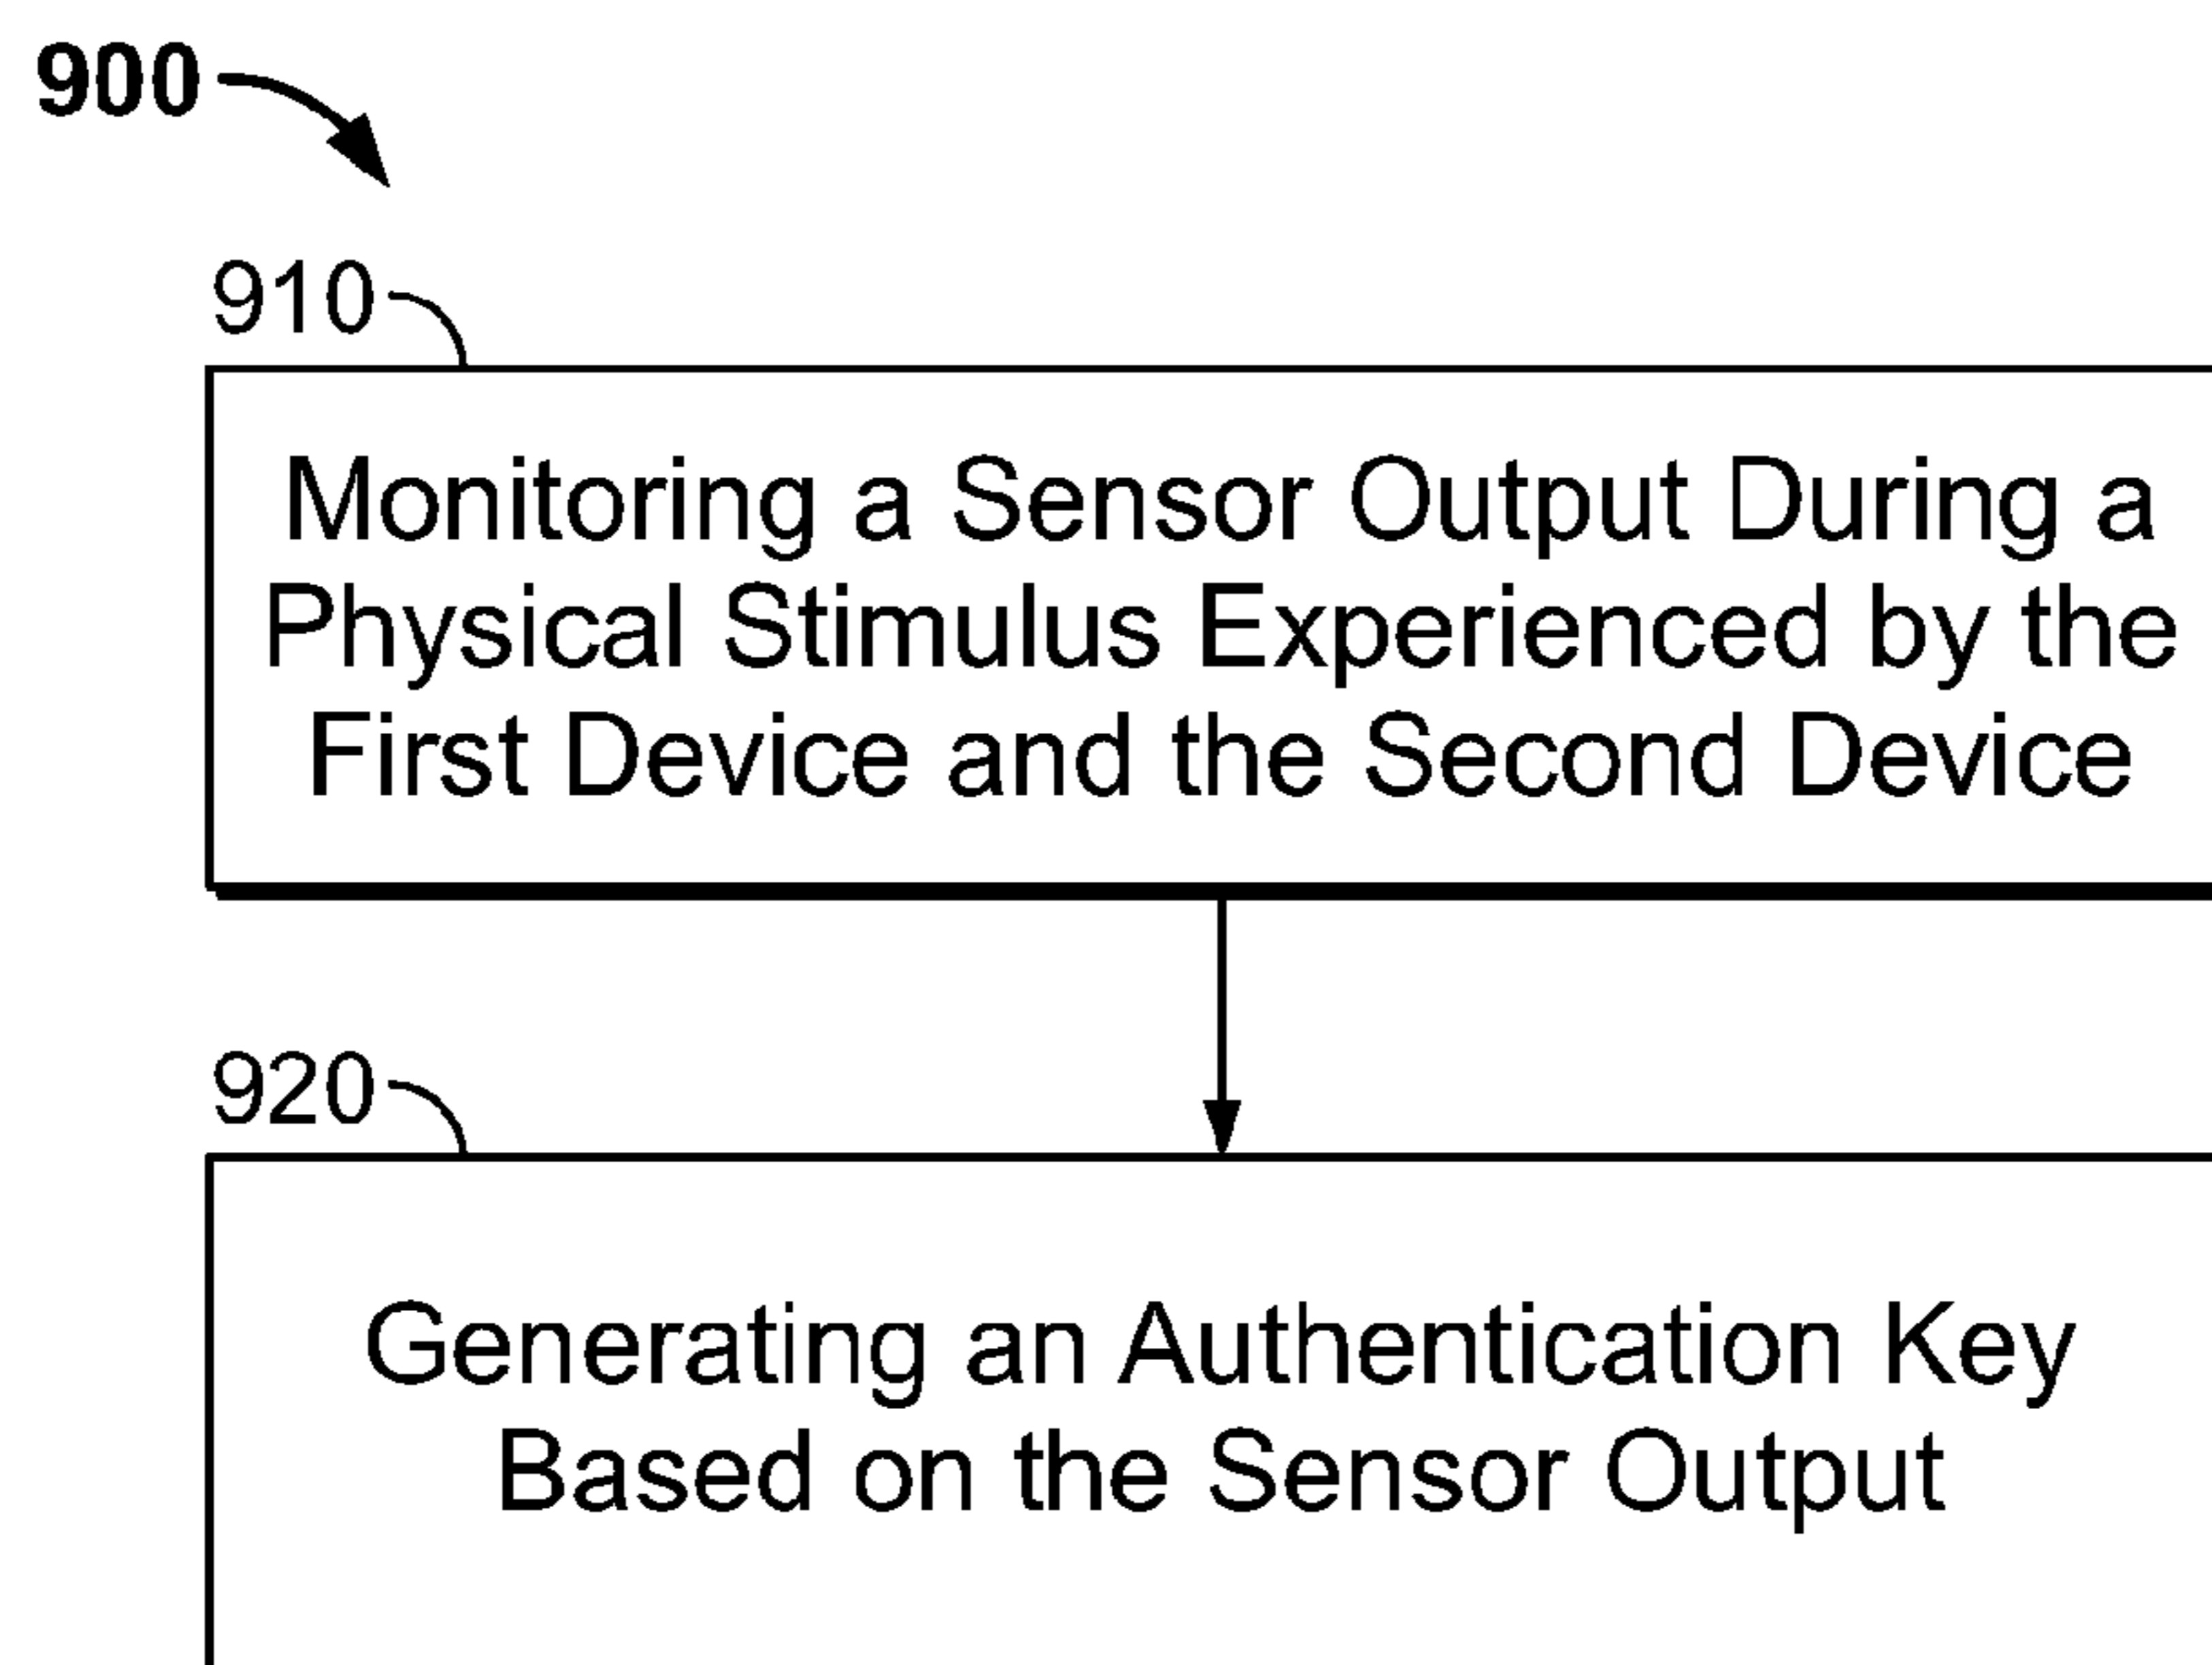 900
910
Monitoring a Sensor Output During a
Physical Stimulus Experienced by the
First Device and the Second Device
920
Generating an Authentication Key
Based on the Sensor Output